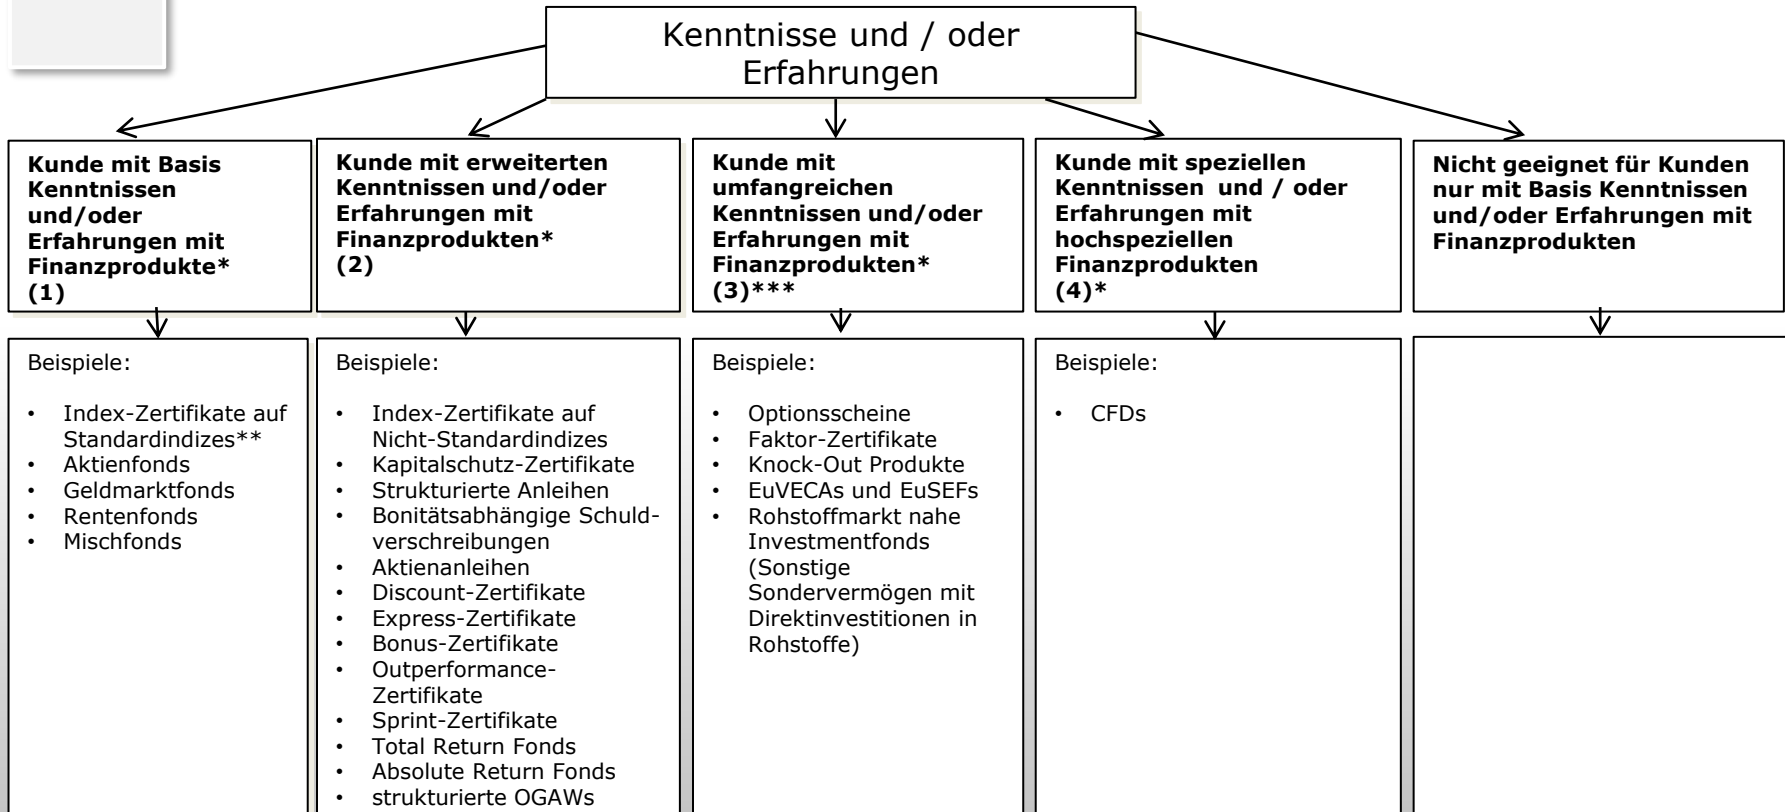 Kenntnisse und / oder
Erfahrungen
Kunde mit Basis
Kenntnissen
und/oder
Erfahrungen mit
Finanzprodukte*
(1)
Kunde mit erweiterten
Kenntnissen und/oder
Erfahrungen mit
Finanzprodukten*
(2)
Kunde mit
umfangreichen
Kenntnissen und/oder
Erfahrungen mit
Finanzprodukten*
(3)***
Kunde mit speziellen
Kenntnissen und / oder
Erfahrungen mit
hochspeziellen
Finanzprodukten
(4)*
Nicht geeignet für Kunden
nur mit Basis Kenntnissen
und/oder Erfahrungen mit
Finanzprodukten
Beispiele:
• Index-Zertifikate auf
Standardindizes**
• Aktienfonds
• Geldmarktfonds
• Rentenfonds
• Mischfonds
Beispiele:
• Index-Zertifikate auf
Nicht-Standardindizes
• Kapitalschutz-Zertifikate
• Strukturierte Anleihen
• Bonitätsabhängige Schuld-
verschreibungen
• Aktienanleihen
• Discount-Zertifikate
• Express-Zertifikate
• Bonus-Zertifikate
• Outperformance-
Zertifikate
• Sprint-Zertifikate
• Total Return Fonds
• Absolute Return Fonds
• strukturierte OGAWs
Beispiele:
• Optionsscheine
• Faktor-Zertifikate
• Knock-Out Produkte
• EuVECAs und EuSEFs
• Rohstoffmarkt nahe
Investmentfonds
(Sonstige
Sondervermögen mit
Direktinvestitionen in
Rohstoffe)
Beispiele:
• CFDs